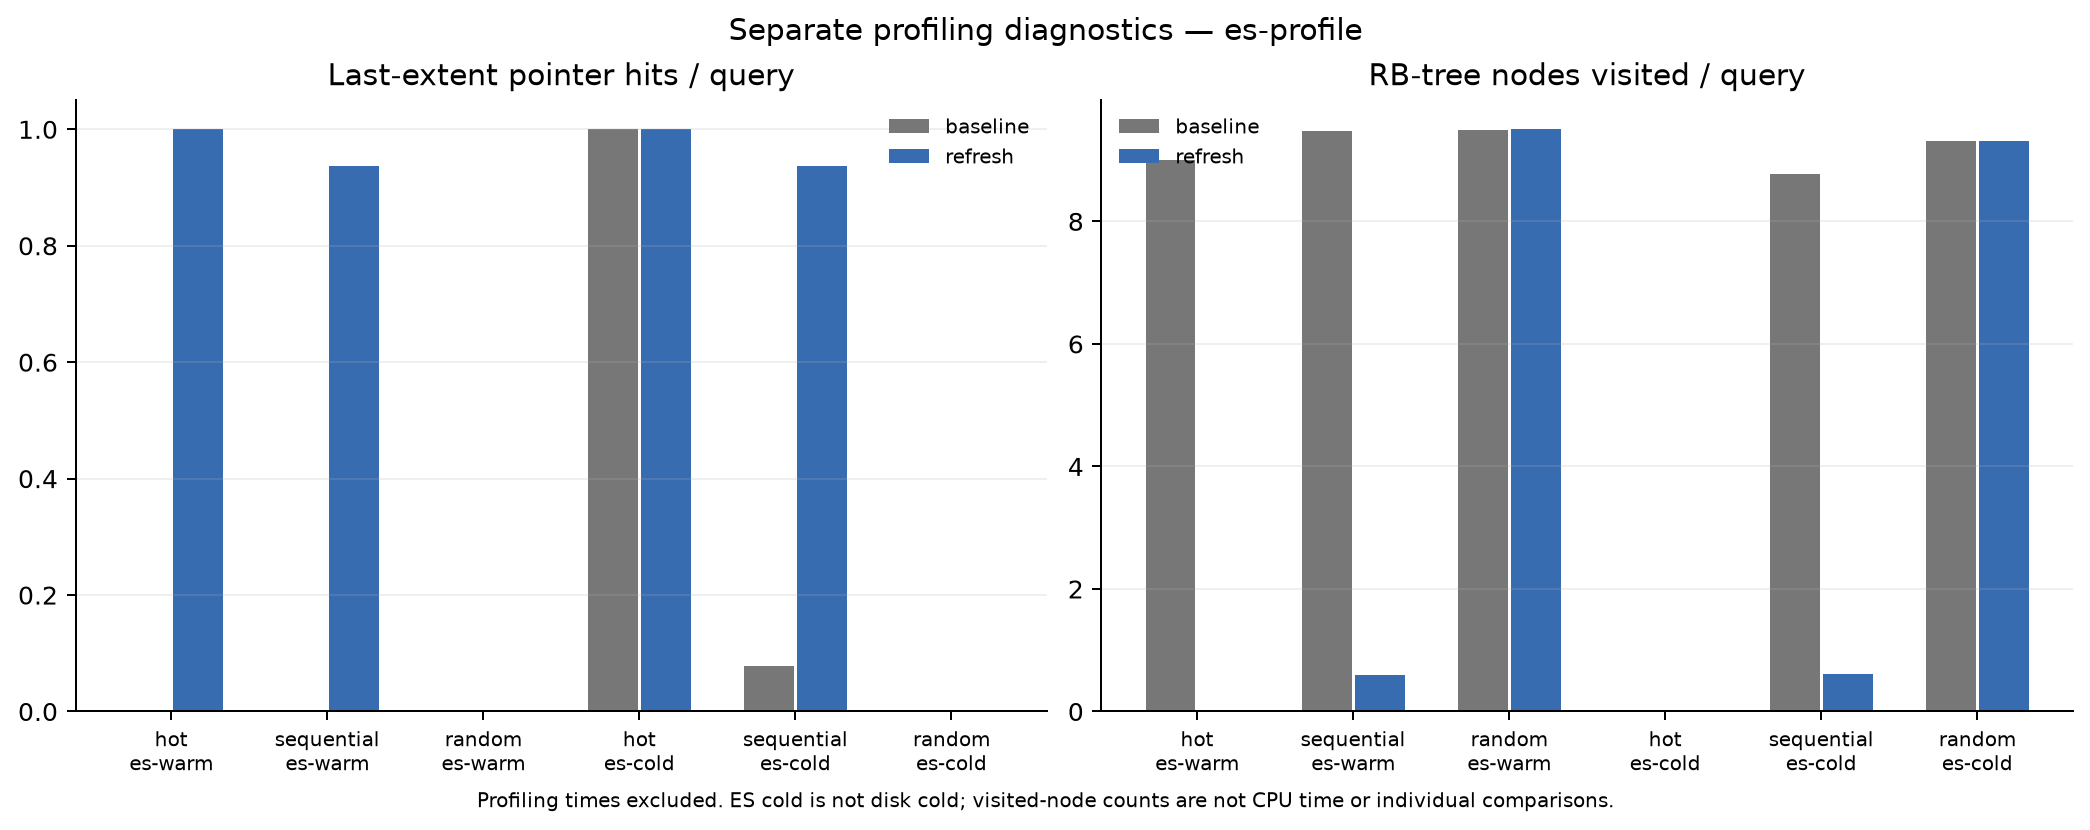 Separate profiling diagnostics — es-profile
Last-extent pointer hits / query
1.0
0.8
0.6
0.4
0.2
0.0
baseline
refresh
hot
es-warm
sequential
es-warm
random
es-warm
hot
es-cold
sequential
es-cold
random
es-cold
RB-tree nodes visited / query
8
6
4
2
0
baseline
refresh
hot
es-warm
sequential
es-warm
random
es-warm
hot
es-cold
sequential
es-cold
random
es-cold
Profiling times excluded. ES cold is not disk cold; visited-node counts are not CPU time or individual comparisons.